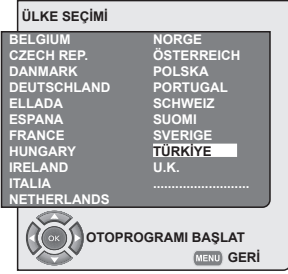 ÜLKE SEÇİMİ
BELGIUM
CZECH REP.
DANMARK
DEUTSCHLAND
ELLADA
ESPANA
FRANCE
HUNGARY
IRELAND
ITALIA
NETHERLANDS
NORGE
ÖSTERREICH
POLSKA
PORTUGAL
SCHWEIZ
SUOMI
SVERIGE
TÜRKİYE
U.K.
..........................
OK OTOPROGRAMI BAŞLAT
MENU GERİ